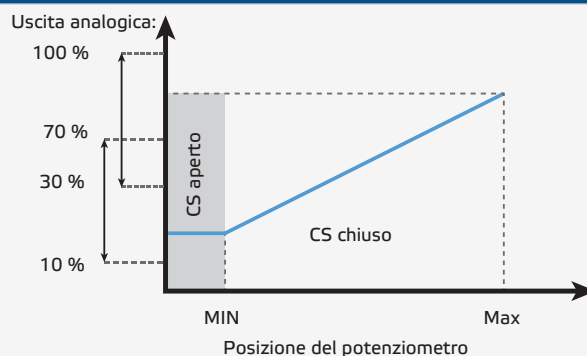 Uscita analogica:
100 %
70 %
30 %
10 %
CS aperto
CS chiuso
MIN
Max
Posizione del potenziometro